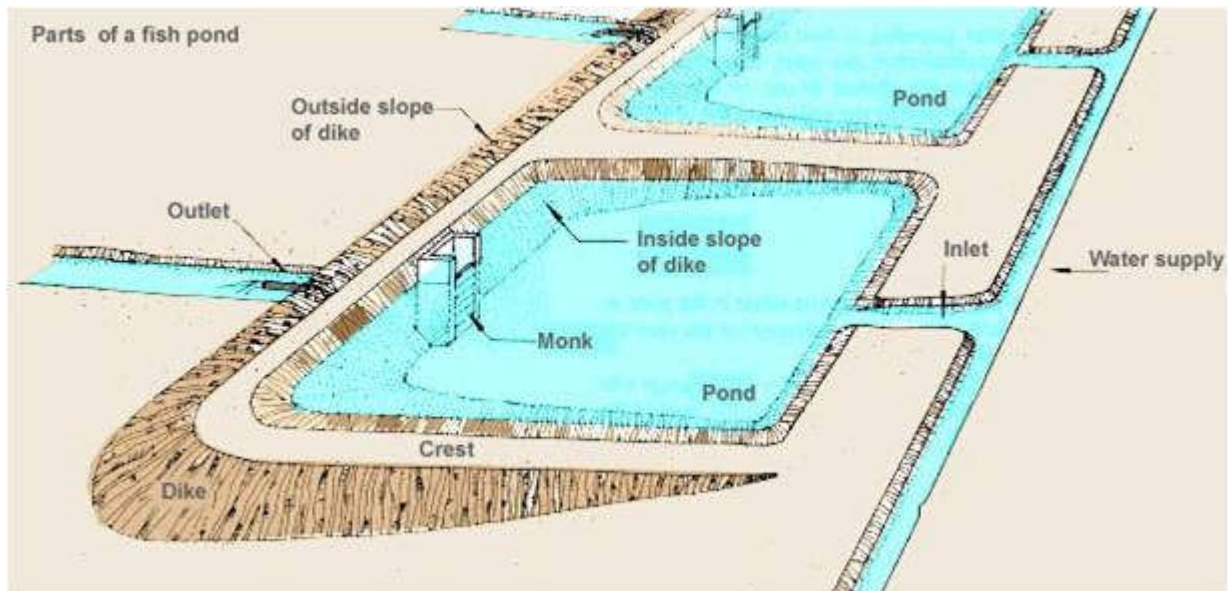 Parts of a fish pond
Pond
Outside slope
of dike
Outlet
Inside slope
of dike
Inlet
Water supply
Monk
Pond
Crest
Dike